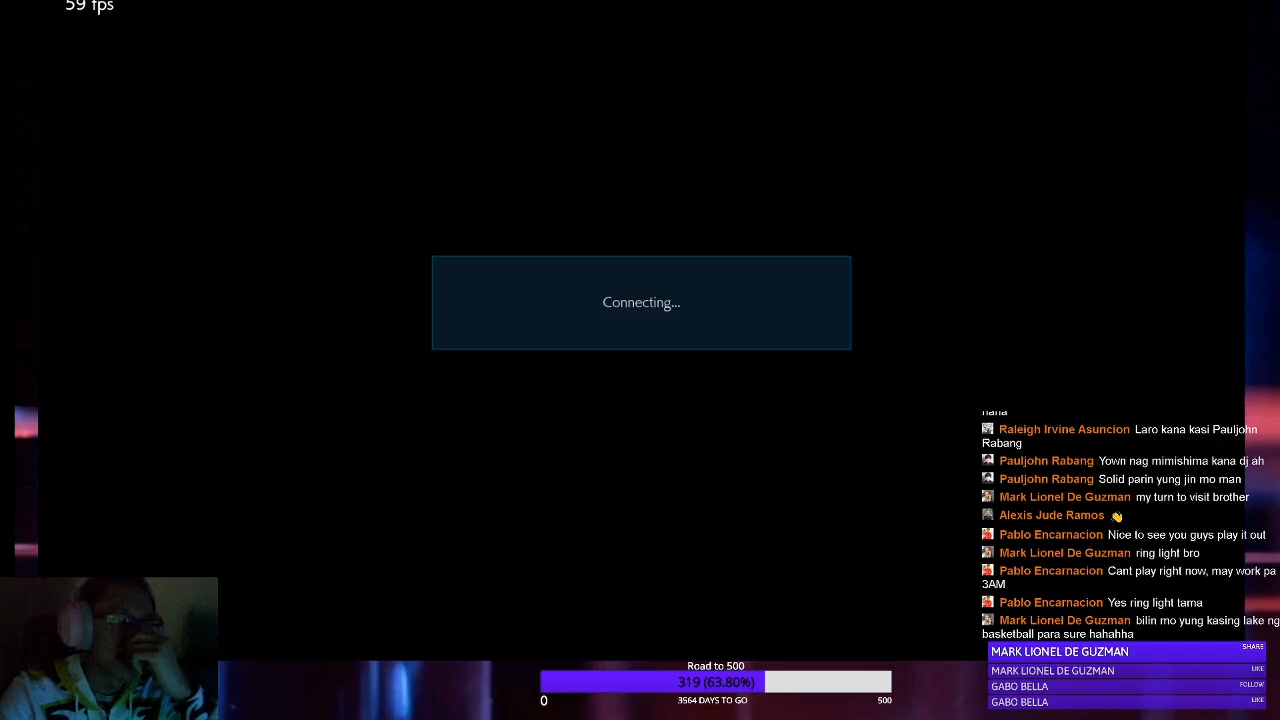 59 fps
Connecting...
Raleigh Irvine Asuncion Laro kana kasi Pauljohn
Rabang
Pauljohn Rabang Yown nag mimishima kana dj ah
Pauljohn Rabang Solid parin yung jin mo man
Mark Lionel De Guzman my turn to visit brother
Alexis Jude Ramos 👋
Pablo Encarnacion Nice to see you guys play it out
Mark Lionel De Guzman ring light bro
Pablo Encarnacion Cant play right now, may work pa
3AM
Pablo Encarnacion Yes ring light tama
Mark Lionel De Guzman bilin mo yung kasing lake ng
basketball para sure hahahha
MARK LIONEL DE GUZMAN SHARE
MARK LIONEL DE GUZMAN LIKE
GABO BELLA FOLLOW
GABO BELLA LIKE
Road to 500
319 (63.80%)
0 3564 DAYS TO GO 500